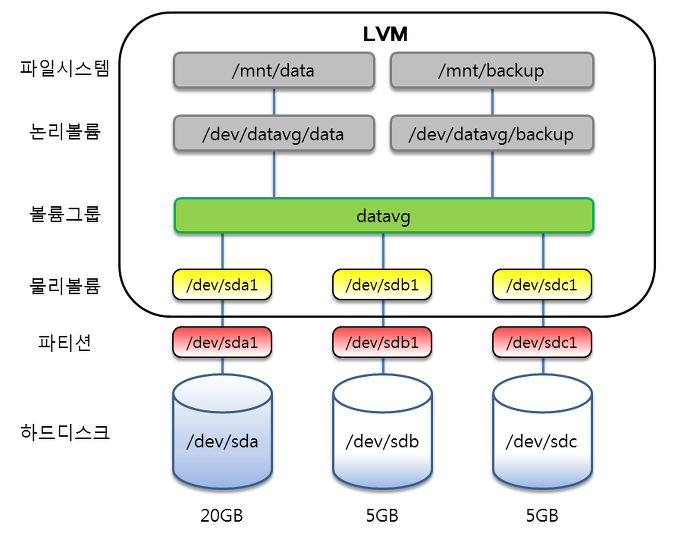 LVM
파일시스템
/mnt/data
/mnt/backup
논리볼륨
/dev/datavg/data
/dev/datavg/backup
볼륨그룹
datavg
물리볼륨
/dev/sda1
/dev/sdb1
/dev/sdc1
파티션
/dev/sda1
/dev/sdb1
/dev/sdc1
하드디스크
/dev/sda
/dev/sdb
/dev/sdc
20GB
5GB
5GB